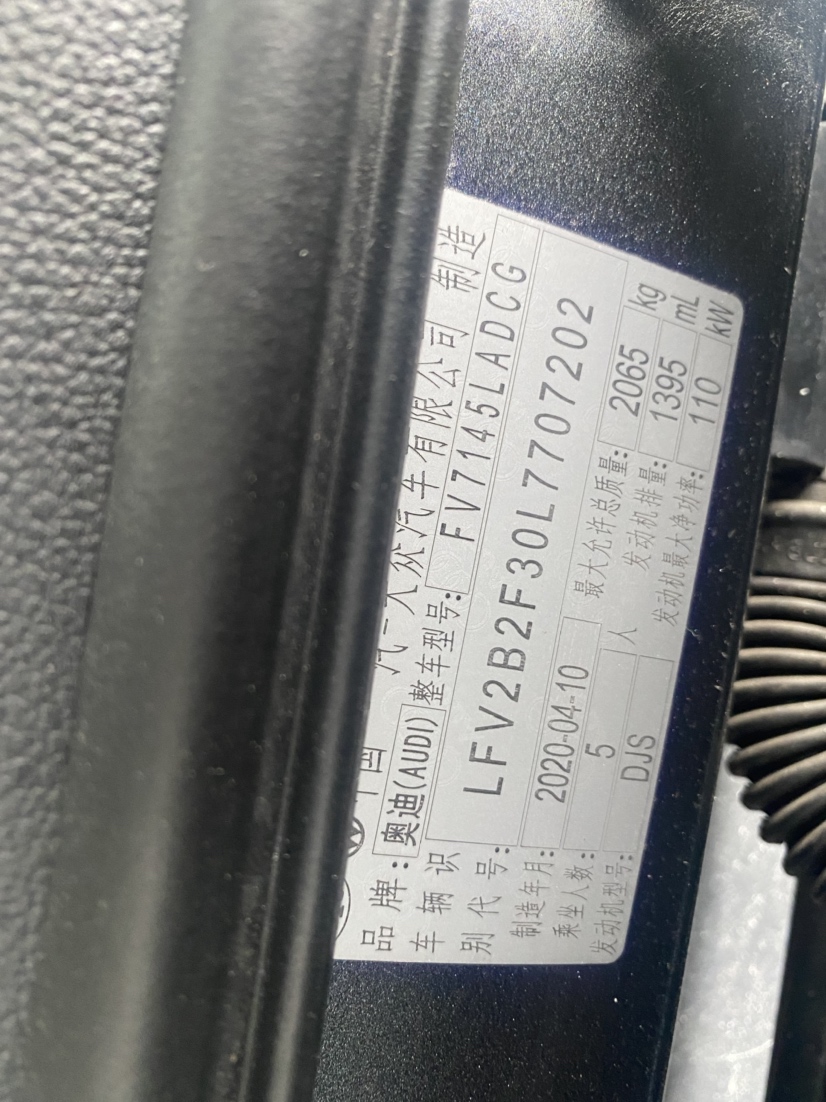 汽-大众汽车有限公司 制造
品牌: 奥迪(AUDI) 整车型号: FV7145LADCG
车辆识别代号: LFV2B2F30L7707202
制造年月: 2020-04-10 最大允许总质量: 2065 kg
乘坐人数: 5 人 发动机排量: 1395 mL
发动机型号: DJS 发动机最大净功率: 110 kW